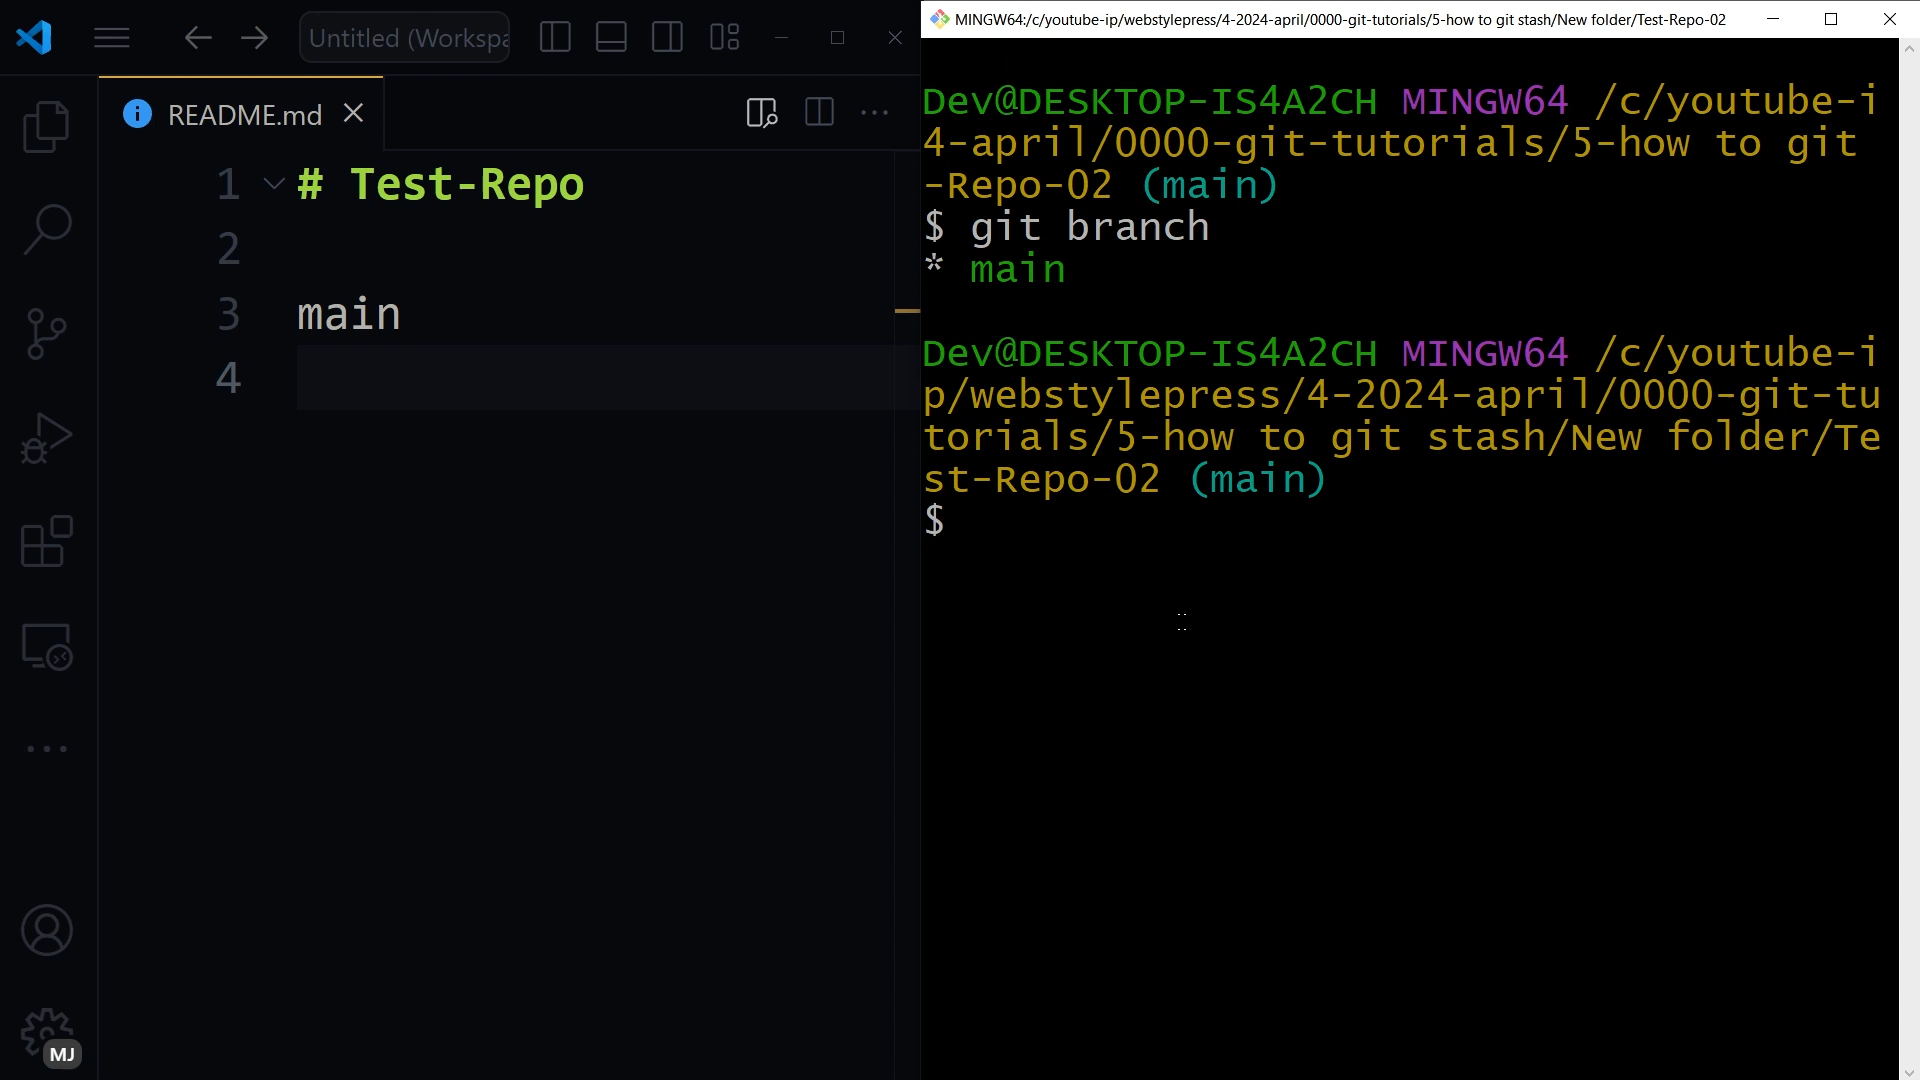 Untitled (Workspa
README.md
1 # Test-Repo
2
3 main
4
MJ
MINGW64:/c/youtube-ip/webstylepress/4-2024-april/0000-git-tutorials/5-how to git stash/New folder/Test-Repo-02
Dev@DESKTOP-IS4A2CH MINGW64 /c/youtube-i
4-april/0000-git-tutorials/5-how to git
-Repo-02 (main)
$ git branch
* main
Dev@DESKTOP-IS4A2CH MINGW64 /c/youtube-i
p/webstylepress/4-2024-april/0000-git-tu
torials/5-how to git stash/New folder/Te
st-Repo-02 (main)
$